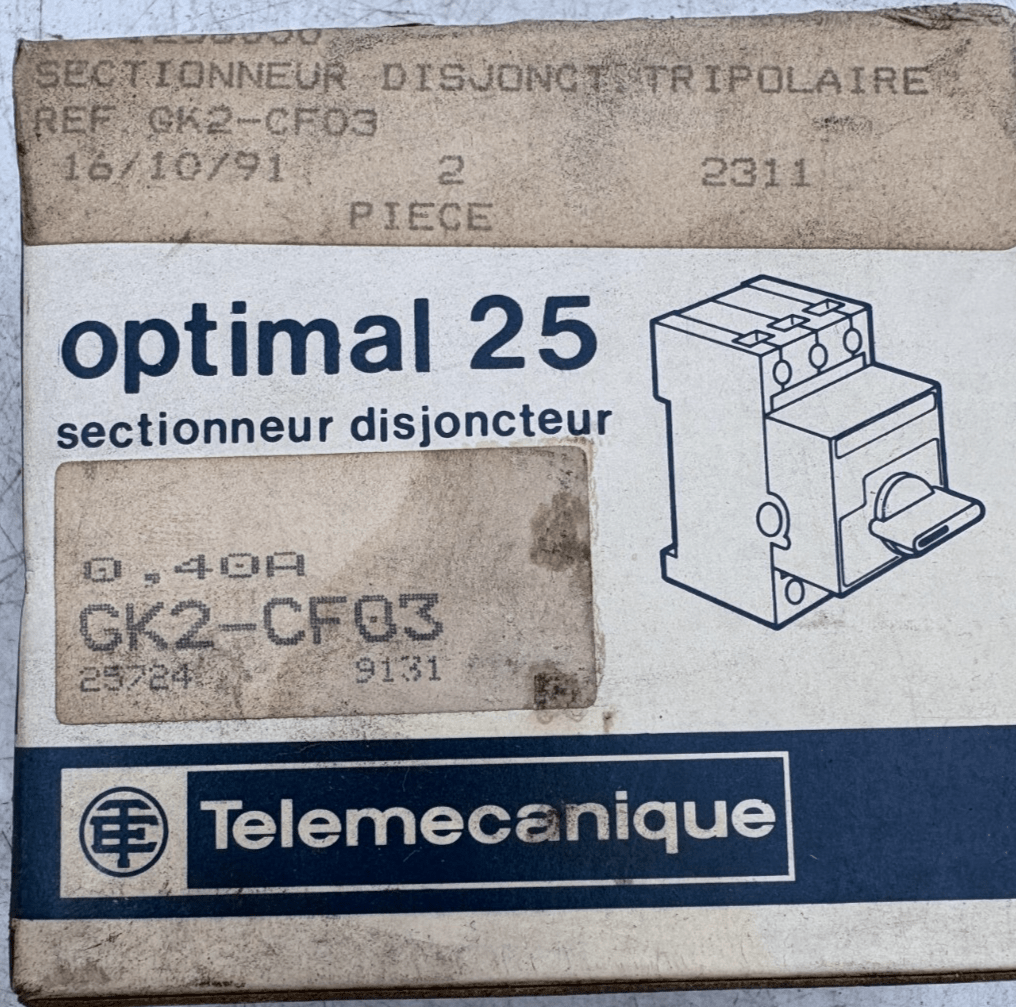 SECTIONNEUR DISJONCT TRIPOLAIRE
REF GK2-CF03
16/10/91 2 2311
PIECE
optimal 25
sectionneur disjoncteur
0,40A
GK2-CF03
25724 9131
TE Telemecanique